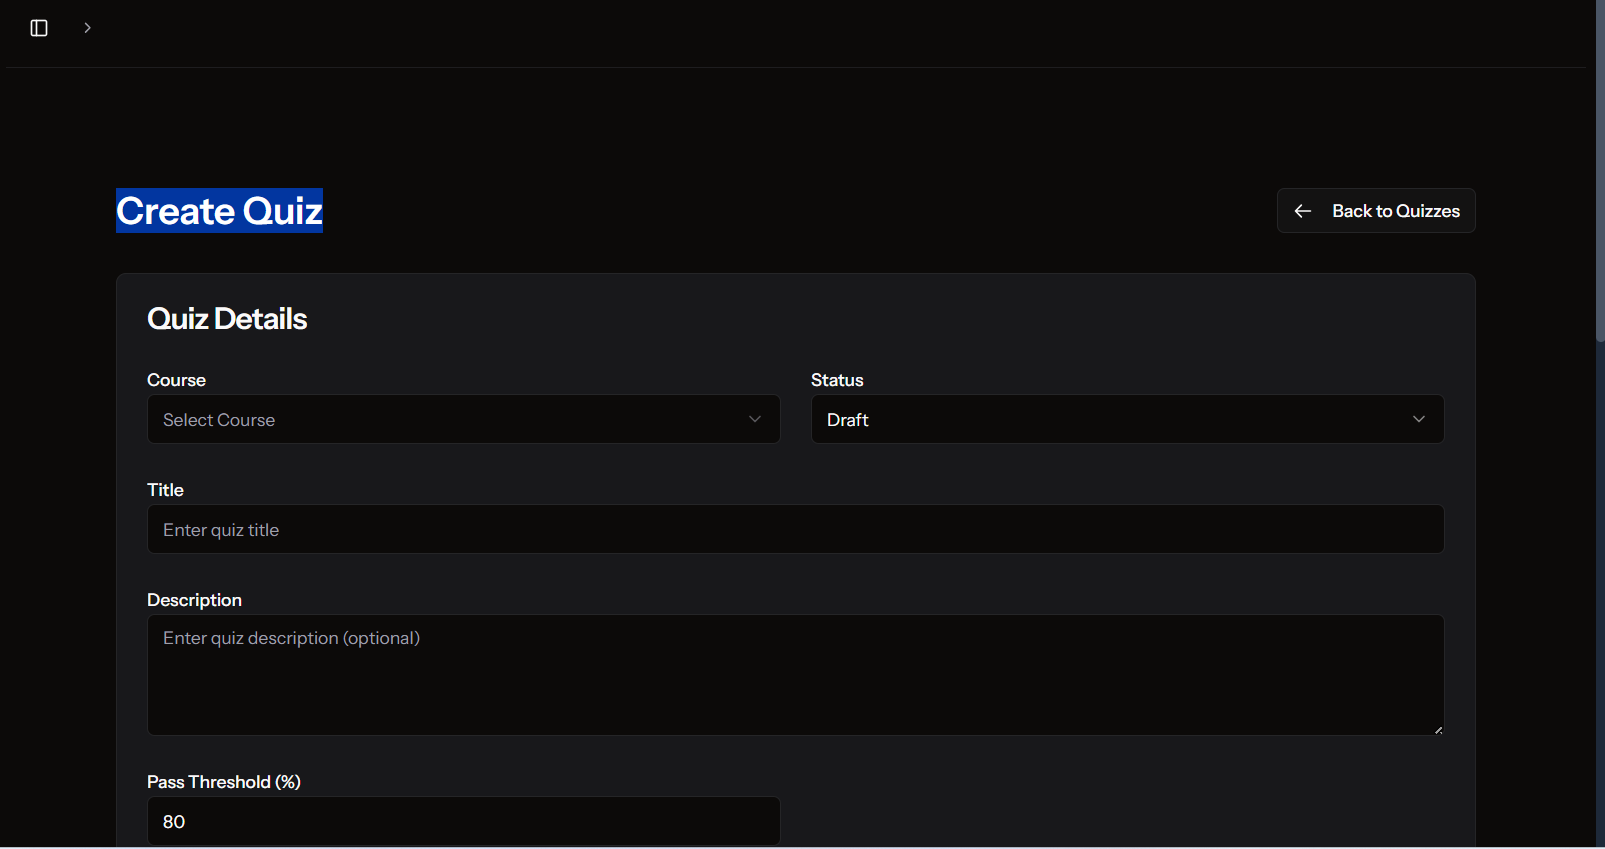 Create Quiz
Back to Quizzes
Quiz Details
Course
Status
Select Course
Draft
Title
Enter quiz title
Description
Enter quiz description (optional)
Pass Threshold (%)
80